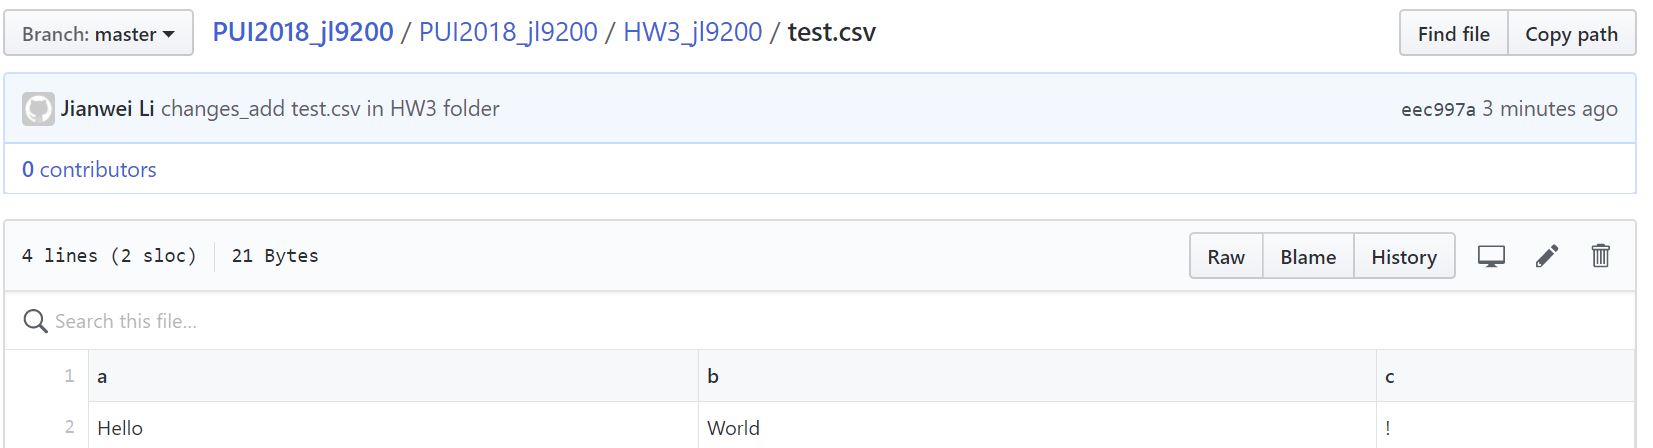 Branch: master PUI2018_jl9200 / PUI2018_jl9200 / HW3_jl9200 / test.csv Find file Copy path
Jianwei Li changes_add test.csv in HW3 folder eec997a 3 minutes ago
0 contributors
4 lines (2 sloc) 21 Bytes Raw Blame History
Search this file...
1 a b c
2 Hello World !